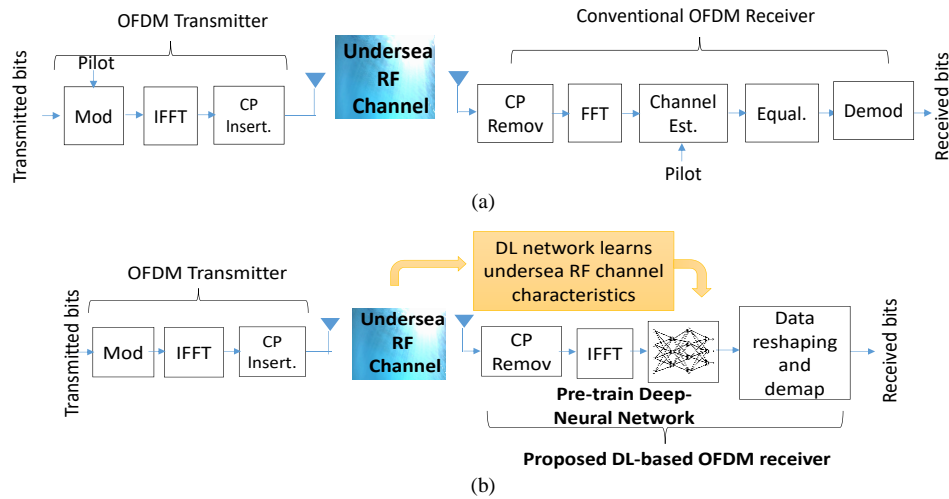 OFDM Transmitter
Conventional OFDM Receiver
Transmitted bits
Pilot
Mod
IFFT
CP
Insert.
Undersea
RF
Channel
CP
Remov
FFT
Channel
Est.
Pilot
Equal.
Demod
Received bits
(a)
DL network learns
undersea RF channel
characteristics
OFDM Transmitter
Transmitted bits
Mod
IFFT
CP
Insert.
Undersea
RF
Channel
CP
Remov
IFFT
Pre-train Deep-
Neural Network
Data
reshaping
and
demap
Received bits
Proposed DL-based OFDM receiver
(b)